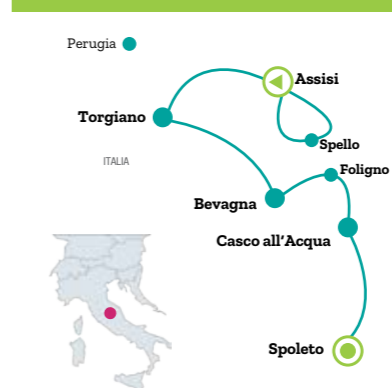 Perugia
Assisi
Torgiano
Spello
ITALIA
Foligno
Bevagna
Casco all'Acqua
Spoleto